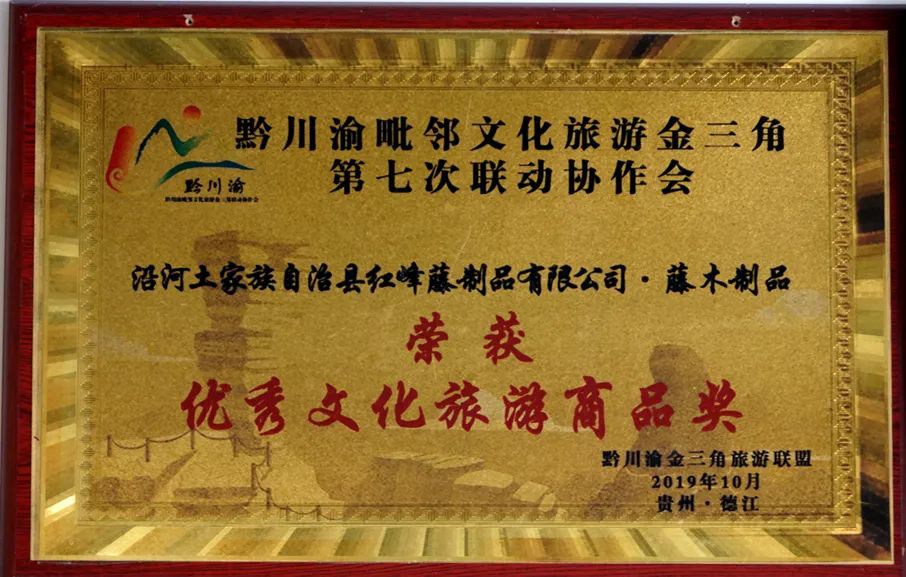 黔川渝毗邻文化旅游金三角
第七次联动协作会
黔川渝
沿河土家族自治县红峰藤制品有限公司·藤木制品
荣获
优秀文化旅游商品奖
黔川渝金三角旅游联盟
2019年10月
贵州·德江